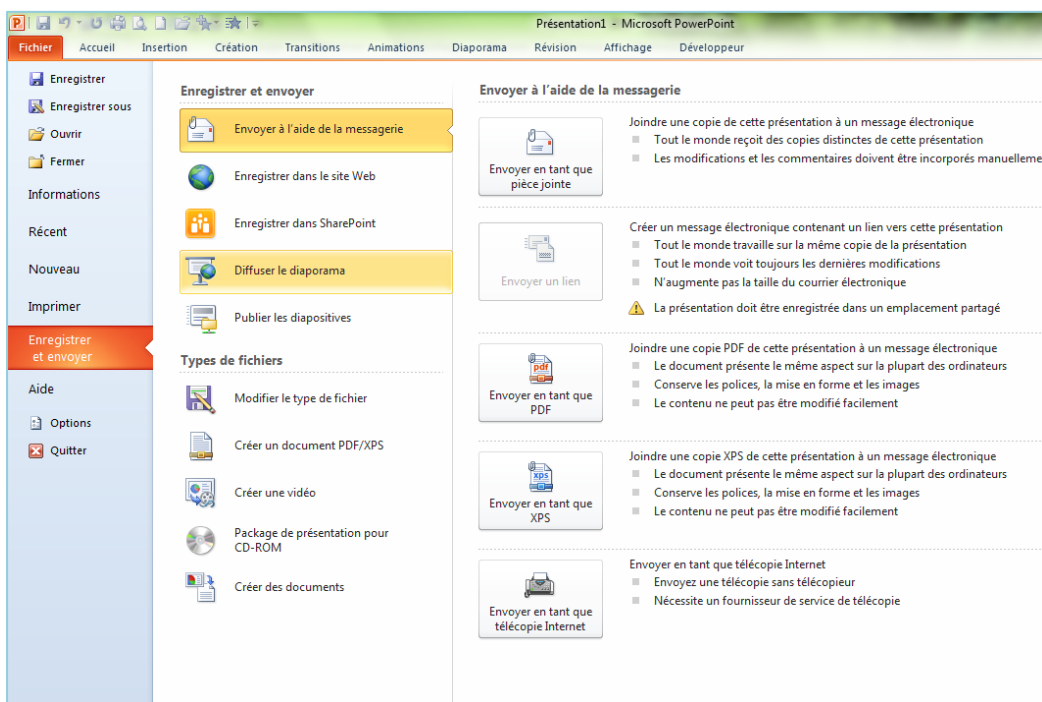 Présentation1 - Microsoft PowerPoint
Fichier Accueil Insertion Création Transitions Animations Diaporama Révision Affichage Développeur
Enregistrer
Enregistrer sous
Ouvrir
Fermer
Informations
Récent
Nouveau
Imprimer
Enregistrer
et envoyer
Aide
Options
Quitter
Enregistrer et envoyer
Envoyer à l'aide de la messagerie
Enregistrer dans le site Web
Enregistrer dans SharePoint
Diffuser le diaporama
Publier les diapositives
Types de fichiers
Modifier le type de fichier
Créer un document PDF/XPS
Créer une vidéo
Package de présentation pour
CD-ROM
Créer des documents
Envoyer à l'aide de la messagerie
Envoyer en tant que
pièce jointe
Joindre une copie de cette présentation à un message électronique
Tout le monde reçoit des copies distinctes de cette présentation
Les modifications et les commentaires doivent être incorporés manuelleme
Envoyer un lien
Créer un message électronique contenant un lien vers cette présentation
Tout le monde travaille sur la même copie de la présentation
Tout le monde voit toujours les dernières modifications
N'augmente pas la taille du courrier électronique
La présentation doit être enregistrée dans un emplacement partagé
pdf
Envoyer en tant que
PDF
Joindre une copie PDF de cette présentation à un message électronique
Le document présente le même aspect sur la plupart des ordinateurs
Conserve les polices, la mise en forme et les images
Le contenu ne peut pas être modifié facilement
xps
Envoyer en tant que
XPS
Joindre une copie XPS de cette présentation à un message électronique
Le document présente le même aspect sur la plupart des ordinateurs
Conserve les polices, la mise en forme et les images
Le contenu ne peut pas être modifié facilement
Envoyer en tant que
télécopie Internet
Envoyer en tant que télécopie Internet
Envoyez une télécopie sans télécopieur
Nécessite un fournisseur de service de télécopie